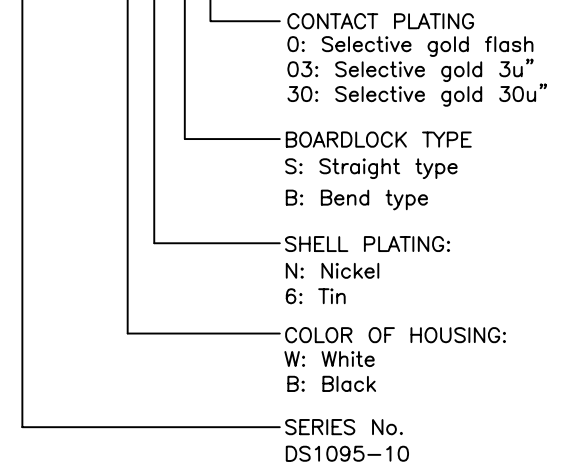 CONTACT PLATING
0: Selective gold flash
03: Selective gold 3u”
30: Selective gold 30u”
BOARDLOCK TYPE
S: Straight type
B: Bend type
SHELL PLATING:
N: Nickel
6: Tin
COLOR OF HOUSING:
W: White
B: Black
SERIES No.
DS1095−10